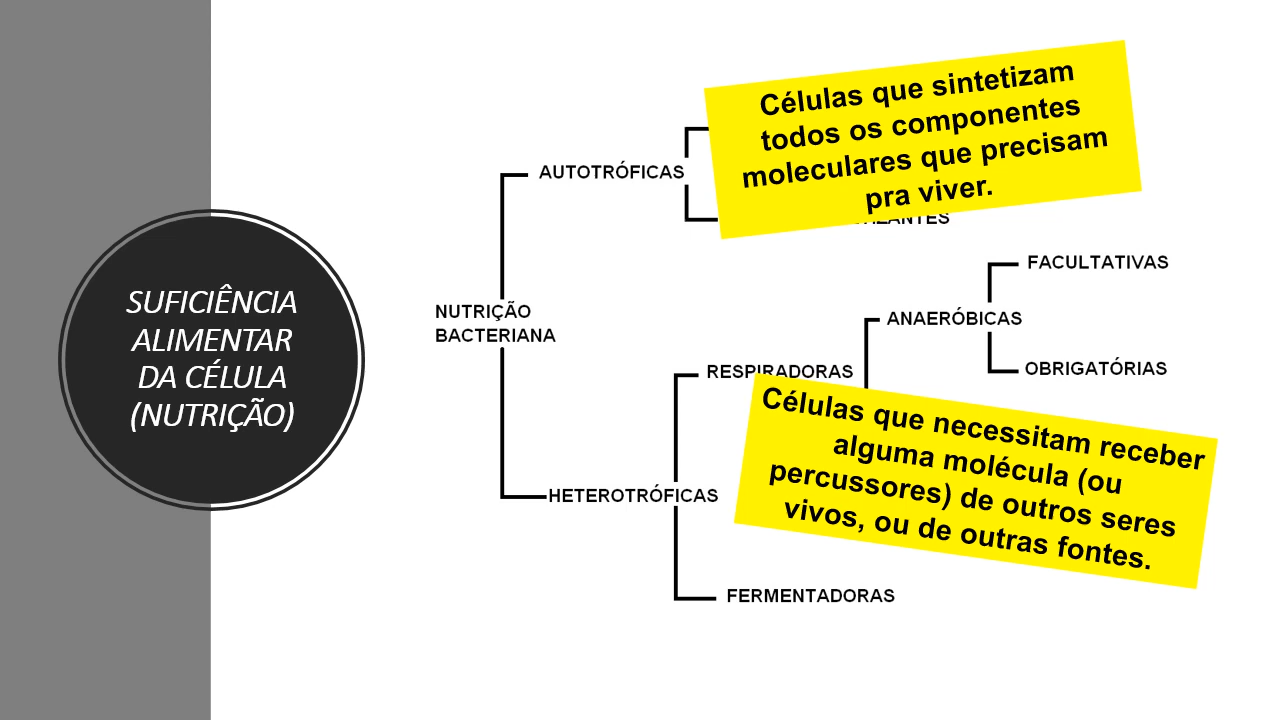 SUFICIÊNCIA
ALIMENTAR
DA CÉLULA
(NUTRIÇÃO)
NUTRIÇÃO
BACTERIANA
AUTOTRÓFICAS
Células que sintetizam
todos os componentes
moleculares que precisam
pra viver.
HETEROTRÓFICAS
RESPIRADORAS
ANAERÓBICAS
FACULTATIVAS
OBRIGATÓRIAS
Células que necessitam receber
alguma molécula (ou
percussores) de outros seres
vivos, ou de outras fontes.
FERMENTADORAS